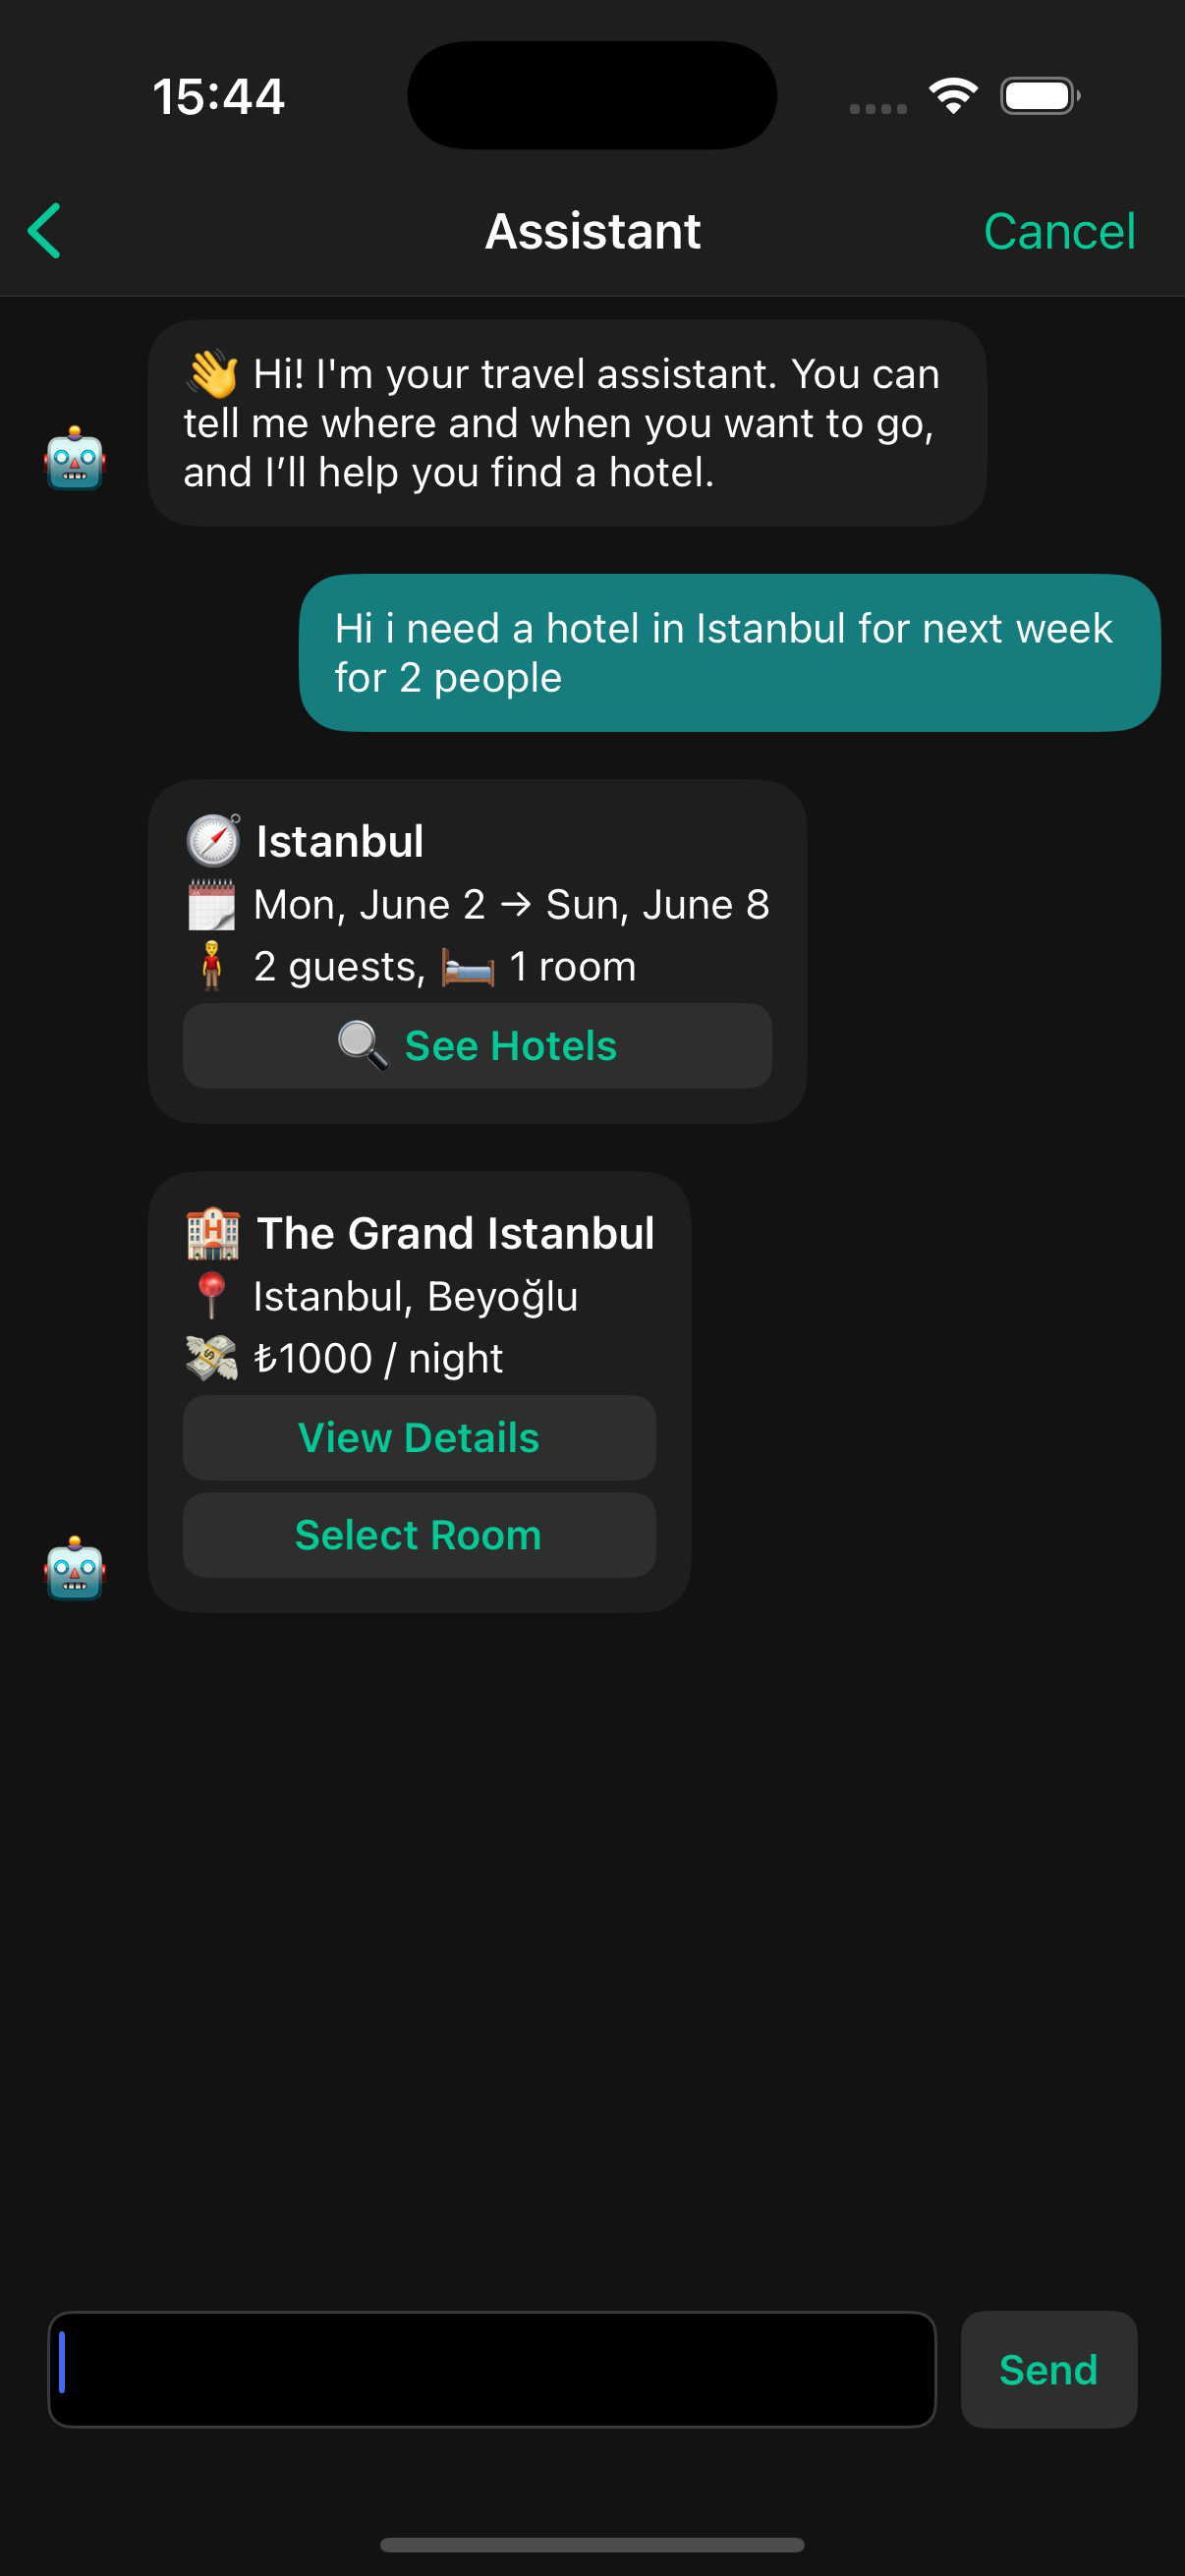 15:44
Assistant
Cancel
👋 Hi! I'm your travel assistant. You can
tell me where and when you want to go,
and I’ll help you find a hotel.
Hi i need a hotel in Istanbul for next week
for 2 people
🧭 Istanbul
🗓 Mon, June 2 → Sun, June 8
🧍‍♂️ 2 guests, 🛏 1 room
🔍 See Hotels
🏨 The Grand Istanbul
📍 Istanbul, Beyoğlu
💸 ₺1000 / night
View Details
Select Room
Send